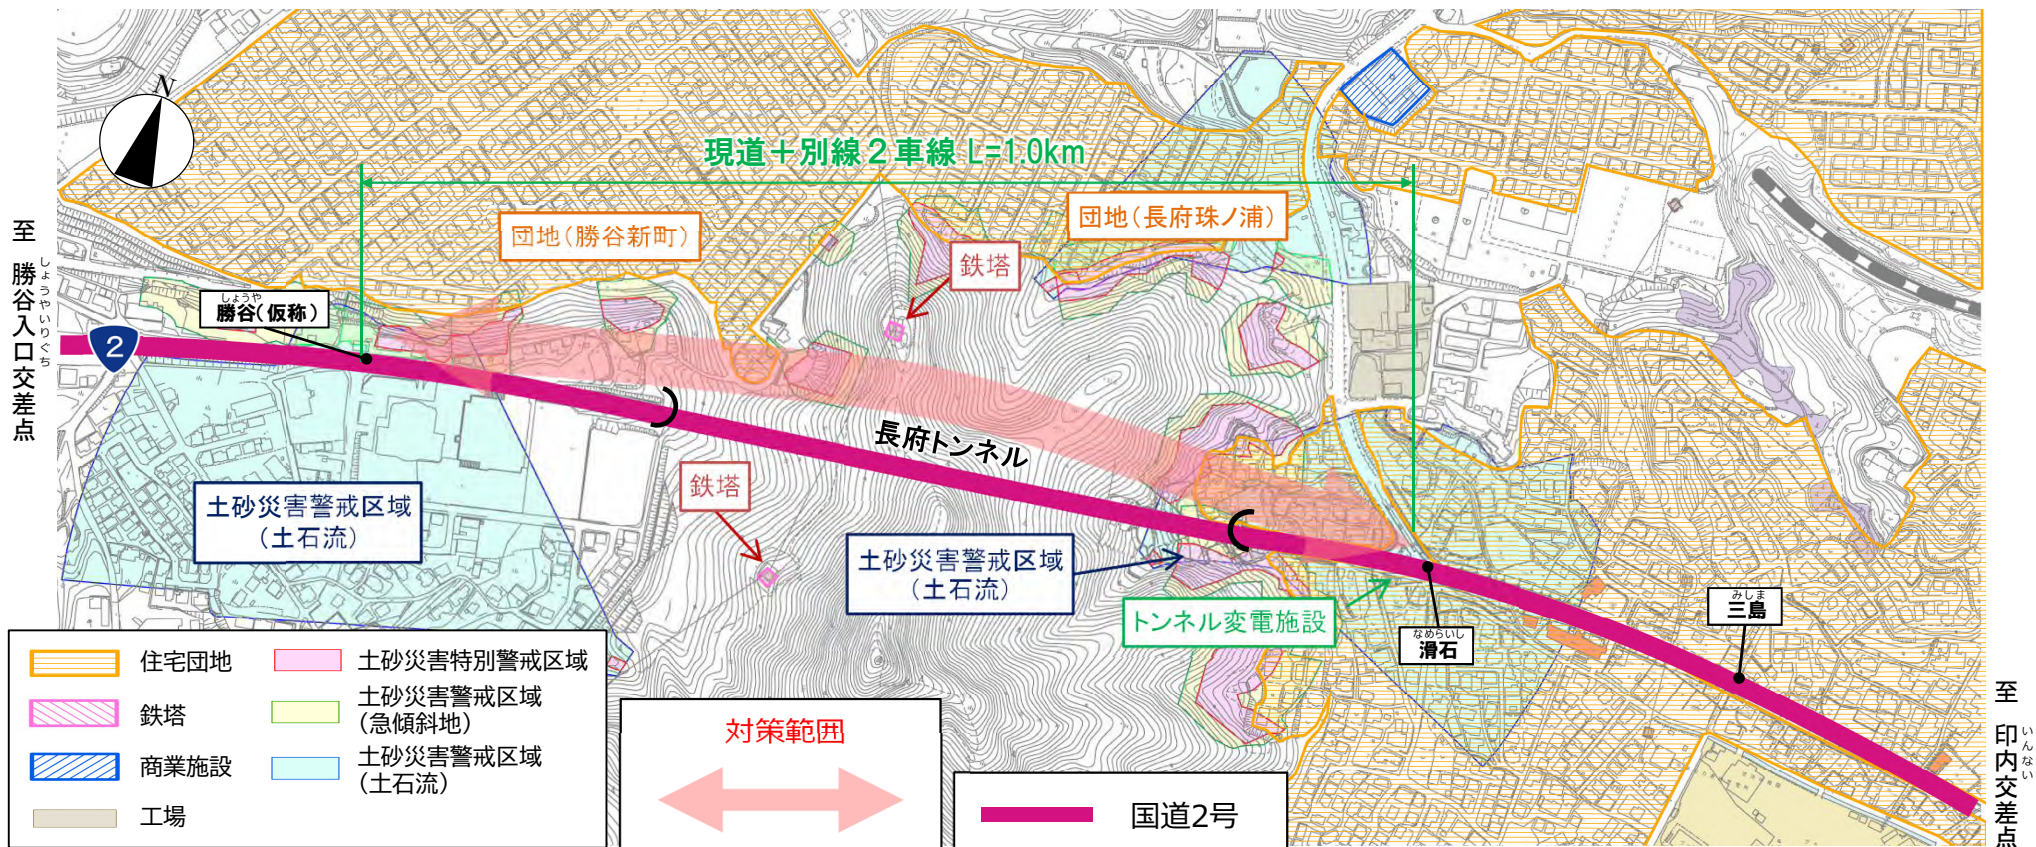 N
現道＋別線２車線 L=1.0km
団地（勝谷新町）
団地（長府珠ノ浦）
鉄塔
至 勝谷入口交差点
しょうやいりぐち
しょうや
勝谷（仮称）
2
長府トンネル
鉄塔
土砂災害警戒区域
（土石流）
土砂災害警戒区域
（土石流）
トンネル変電施設
なめらいし
滑石
みしま
三島
至 印内交差点
いんない
住宅団地
鉄塔
商業施設
工場
土砂災害特別警戒区域
土砂災害警戒区域
（急傾斜地）
土砂災害警戒区域
（土石流）
対策範囲
国道2号